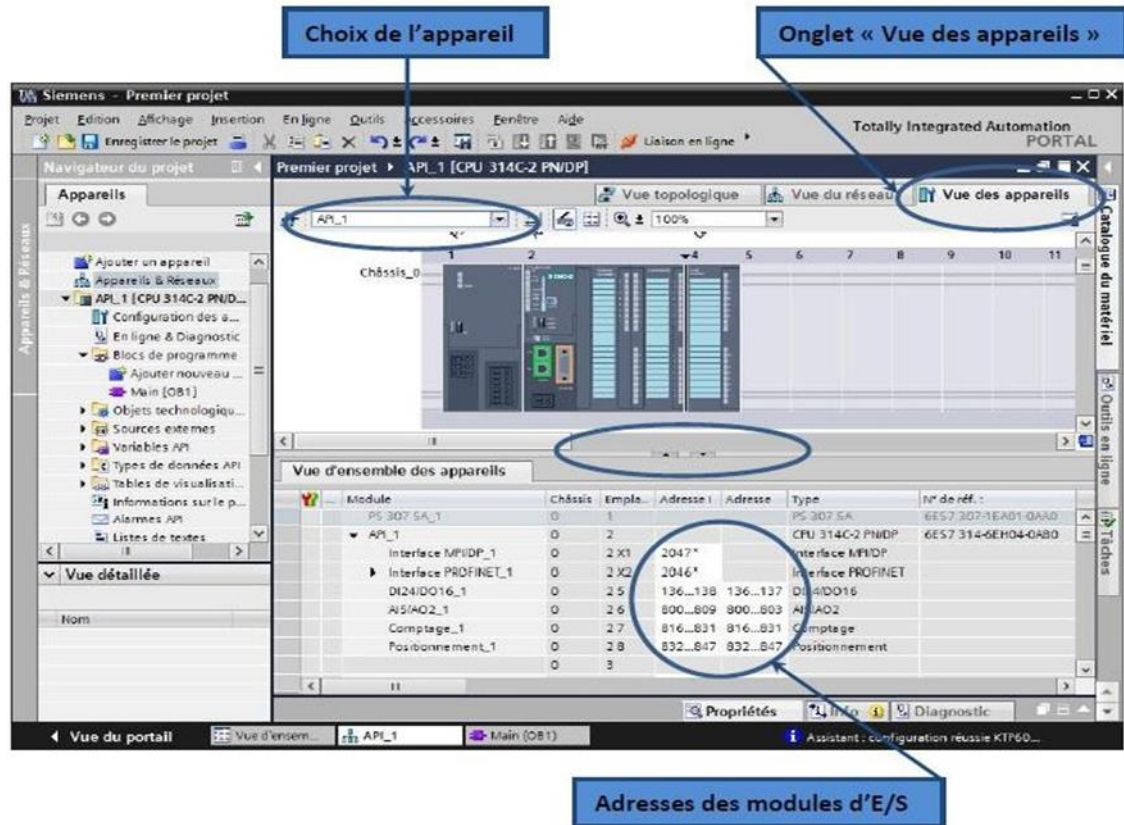 Choix de l'appareil
Onglet « Vue des appareils »
Siemens - Premier projet
Projet Edition Affichage Insertion En ligne Outils Accessoires Fenêtre Aide
Totally Integrated Automation
PORTAL
Enregistrer le projet
Liaison en ligne
Navigateur du projet
Premier projet API_1 [CPU 314C-2 PN/DP]
Appareils
Vue topologique
Vue du réseau
Vue des appareils
API_1
100%
Appareils & Réseaux
Ajouter un appareil
Appareils & Réseaux
API_1 [CPU 314C-2 PN/D...
Configuration des a...
En ligne & Diagnostic
Blocs de programme
Ajouter nouveau ...
Main [OB1]
Objets technologiqu...
Sources externes
Variables API
Types de données API
Tables de visualisati...
Informations sur le p...
Alarmes API
Listes de textes
Vue détaillée
Nom
1 2 4 5 6 7 8 9 10 11
Châssis_0
Vue d'ensemble des appareils
... Module Châssis Empla... Adresse I Adresse Type N° de réf. :
PS 307 5A_1 0 1 PS 307 5A 6ES7 307-1EA01-0AA0
API_1 0 2 CPU 314C-2 PN/DP 6ES7 314-6EH04-0AB0
Interface MPI/DP_1 0 2 X1 2047* Interface MPI/DP
Interface PROFINET_1 0 2 X2 2046* Interface PROFINET
DI24/DO16_1 0 2 5 136...138 136...137 DI24/DO16
AI5/AO2_1 0 2 6 800...809 800...803 AI5/AO2
Comptage_1 0 2 7 816...831 816...831 Comptage
Positionnement_1 0 2 8 832...847 832...847 Positionnement
0 3
Catalogue du matériel
Outils en ligne
Tâches
Propriétés
Info
Diagnostic
Vue du portail
Vue d'ensem...
API_1
Main (OB1)
Assistant : configuration réussie KTP60...
Adresses des modules d'E/S